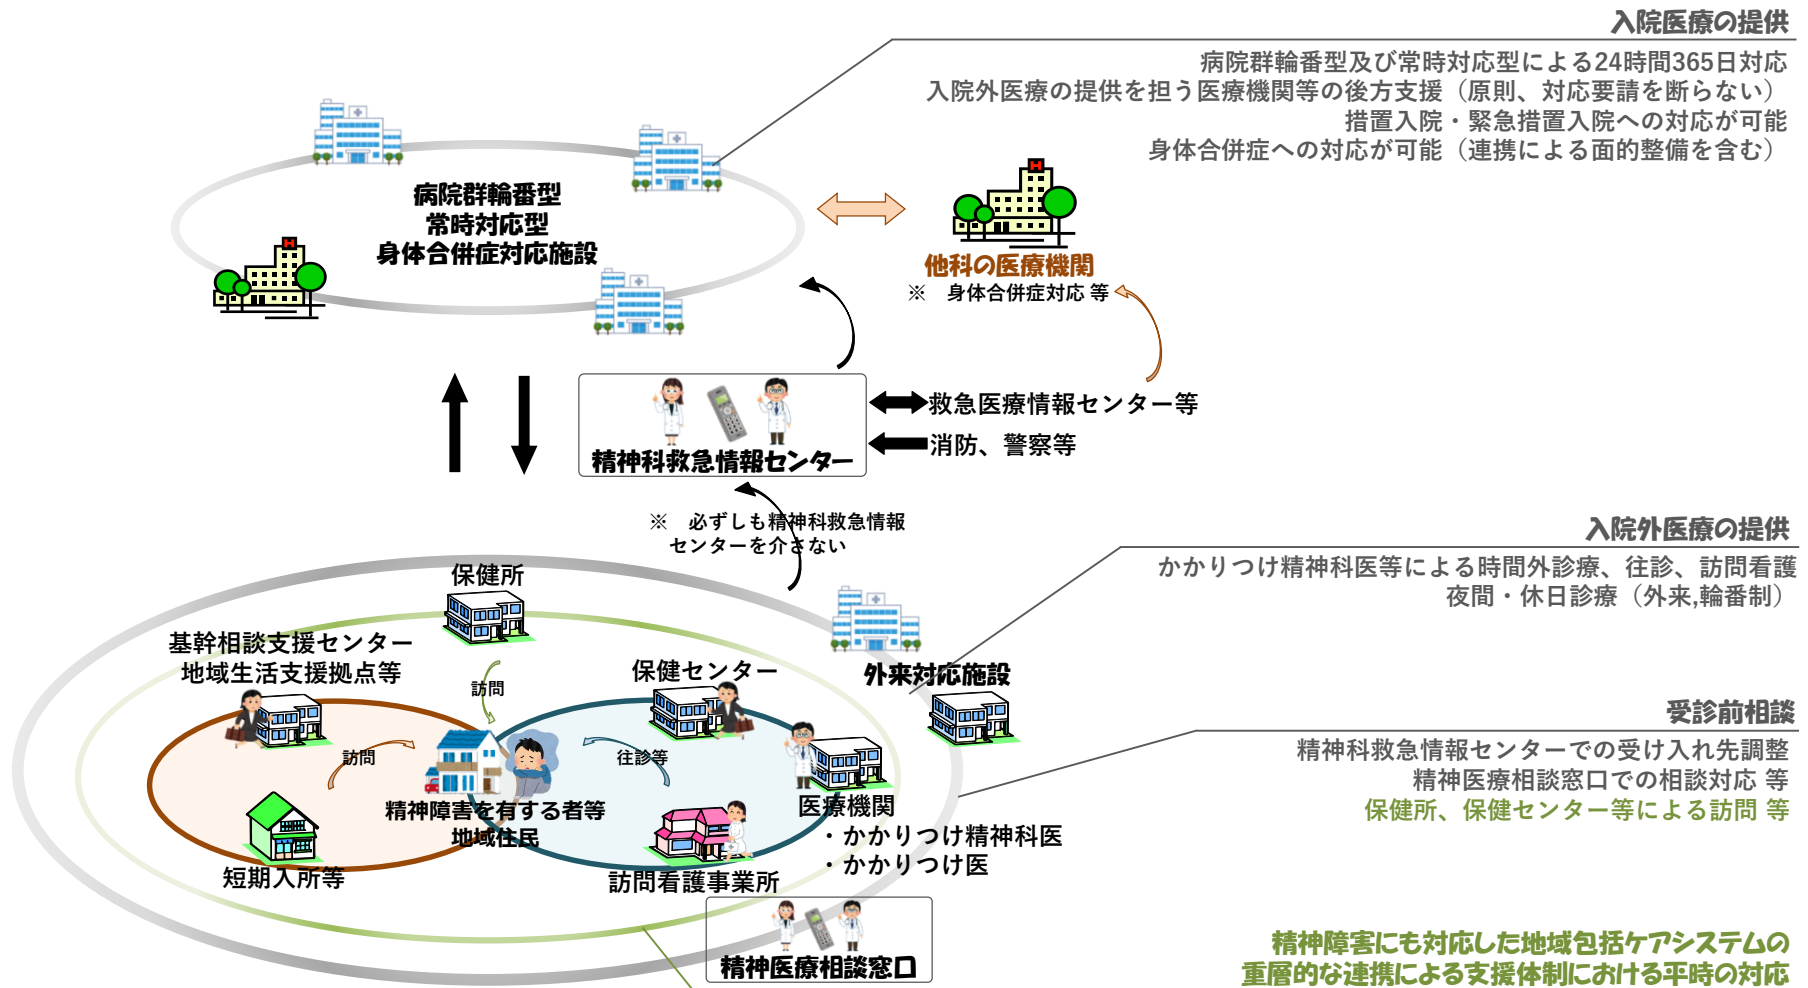 入院医療の提供
病院群輪番型及び常時対応型による24時間365日対応
入院外医療の提供を担う医療機関等の後方支援（原則、対応要請を断らない）
措置入院・緊急措置入院への対応が可能
身体合併症への対応が可能（連携による面的整備を含む）
病院群輪番型
常時対応型
身体合併症対応施設
他科の医療機関
※　身体合併症対応 等
救急医療情報センター等
消防、警察等
精神科救急情報センター
※　必ずしも精神科救急情報
センターを介さない
入院外医療の提供
かかりつけ精神科医等による時間外診療、往診、訪問看護
夜間・休日診療（外来,輪番制）
保健所
基幹相談支援センター
地域生活支援拠点等
訪問
保健センター
外来対応施設
受診前相談
精神科救急情報センターでの受け入れ先調整
精神医療相談窓口での相談対応 等
保健所、保健センター等による訪問 等
訪問
往診等
精神障害を有する者等
地域住民
医療機関
・かかりつけ精神科医
・かかりつけ医
短期入所等
訪問看護事業所
精神医療相談窓口
精神障害にも対応した地域包括ケアシステムの
重層的な連携による支援体制における平時の対応